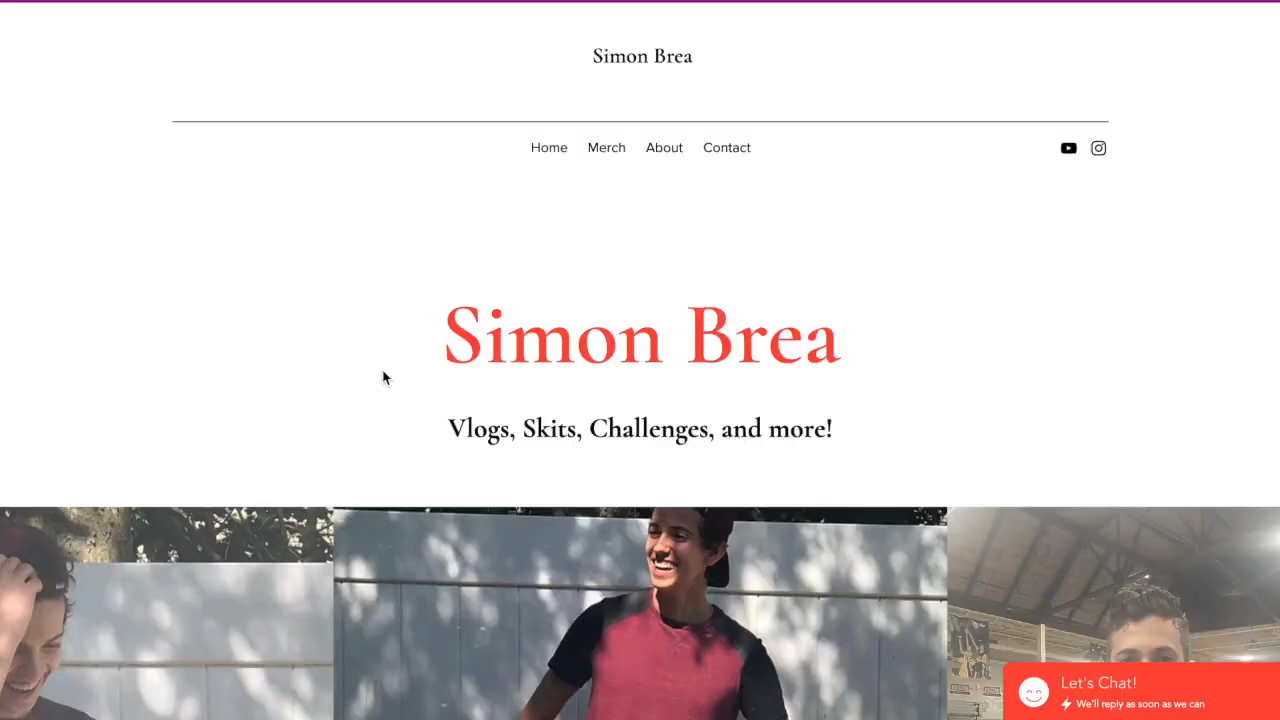 Simon Brea
Home Merch About Contact
Simon Brea
Vlogs, Skits, Challenges, and more!
Let's Chat!
We'll reply as soon as we can